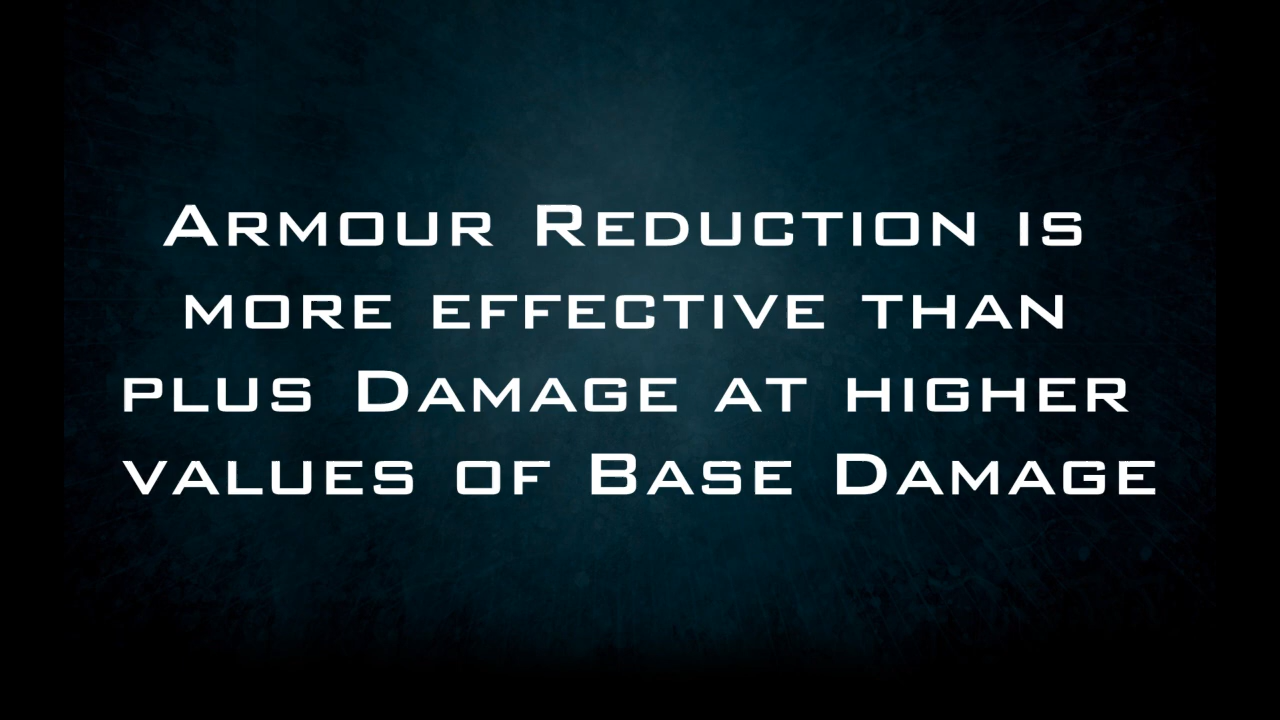 Armour Reduction is
more effective than
plus Damage at higher
values of Base Damage